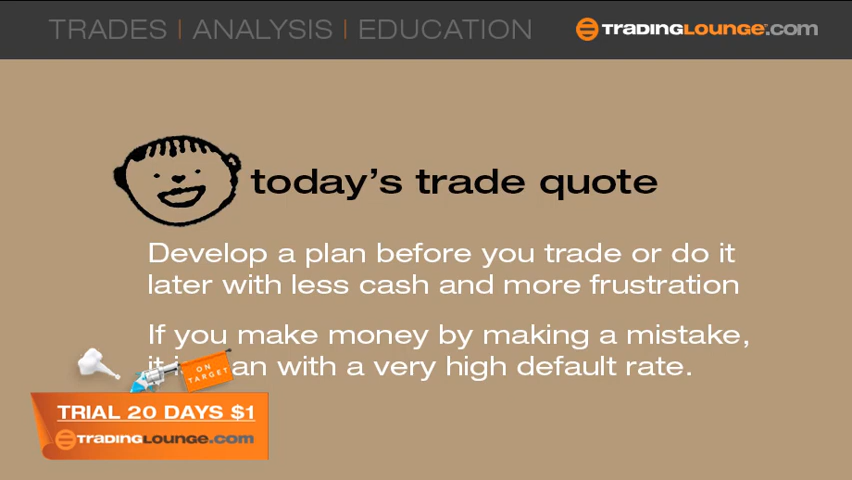 TRADES | ANALYSIS | EDUCATION
TRADINGLOUNGE.com
today's trade quote
Develop a plan before you trade or do it
later with less cash and more frustration
If you make money by making a mistake,
it is an with a very high default rate.
ON
TARGET
TRIAL 20 DAYS $1
TRADINGLOUNGE.com